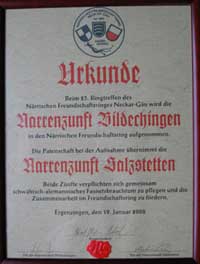 Urkunde
Beim 83. Ringtreffen des
Närrischen Freundschaftsringes Neckar-Gäu wird die
Narrenzunft Bildechingen
in den Närrischen Freundschaftsring aufgenommen.
Die Patenschaft bei der Aufnahme übernimmt die
Narrenzunft Salzstetten
Beide Zünfte verpflichten sich gemeinsam
schwäbisch-alemannisches Fasnetsbrauchtum zu pflegen und die
Zusammenarbeit im Freundschaftsring zu fördern.
Ergenzingen, den 19. Januar